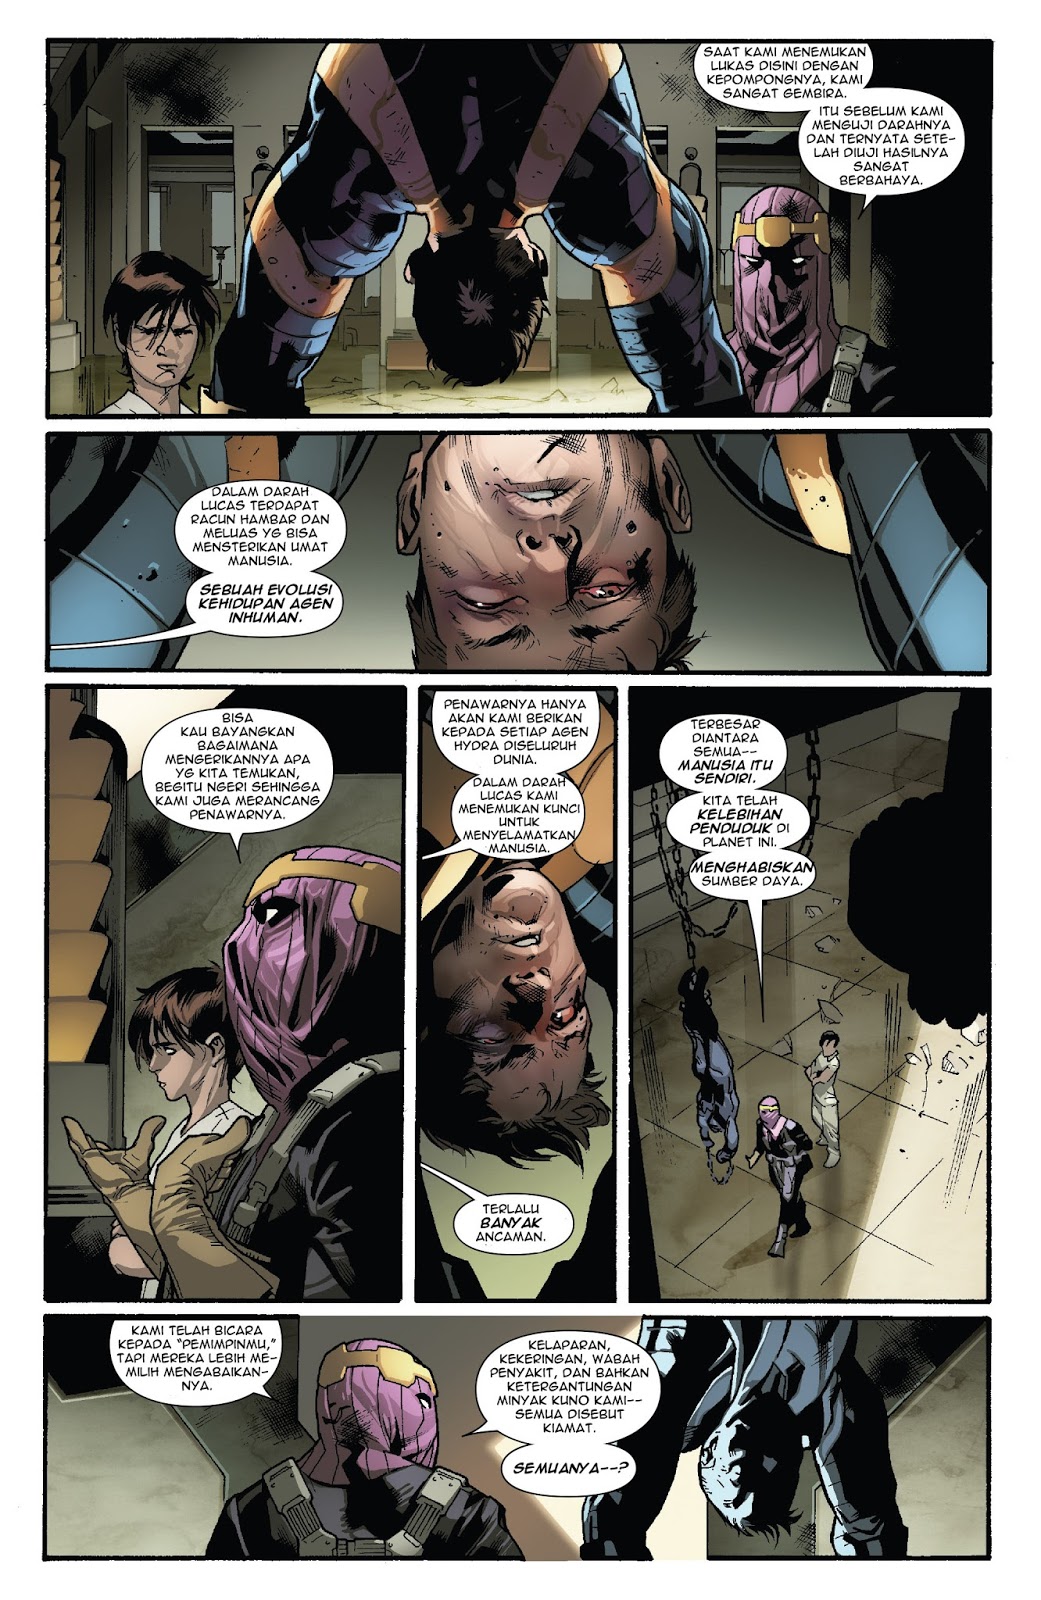 SAAT KAMI MENEMUKAN
LUKAS DISINI DENGAN
KEPOMPONGNYA, KAMI
SANGAT GEMBIRA.
ITU SEBELUM KAMI
MENGUJI DARAHNYA
DAN TERNYATA SETE-
LAH DIUJI HASILNYA
SANGAT
BERBAHAYA.
DALAM DARAH
LUCAS TERDAPAT
RACUN HAMBAR DAN
MELUAS YG BISA
MENSTERIKAN UMAT
MANUSIA.
SEBUAH EVOLUSI
KEHIDUPAN AGEN
INHUMAN.
BISA
KAU BAYANGKAN
BAGAIMANA
MENGERIKANNYA APA
YG KITA TEMUKAN,
BEGITU NGERI SEHINGGA
KAMI JUGA MERANCANG
PENAWARNYA.
PENAWARNYA HANYA
AKAN KAMI BERIKAN
KEPADA SETIAP AGEN
HYDRA DISELURUH
DUNIA.
DALAM DARAH
LUCAS KAMI
MENEMUKAN KUNCI
UNTUK
MENYELAMATKAN
MANUSIA.
TERLALU
BANYAK
ANCAMAN.
TERBESAR
DIANTARA
SEMUA--
MANUSIA ITU
SENDIRI.
KITA TELAH
KELEBIHAN
PENDUDUK DI
PLANET INI.
MENGHABISKAN
SUMBER DAYA.
KAMI TELAH BICARA
KEPADA "PEMIMPINMU,"
TAPI MEREKA LEBIH ME-
MILIH MENGABAIKAN-
NYA.
KELAPARAN,
KEKERINGAN, WABAH
PENYAKIT, DAN BAHKAN
KETERGANTUNGAN
MINYAK KUNO KAMI--
SEMUA DISEBUT
KIAMAT.
SEMUANYA--?